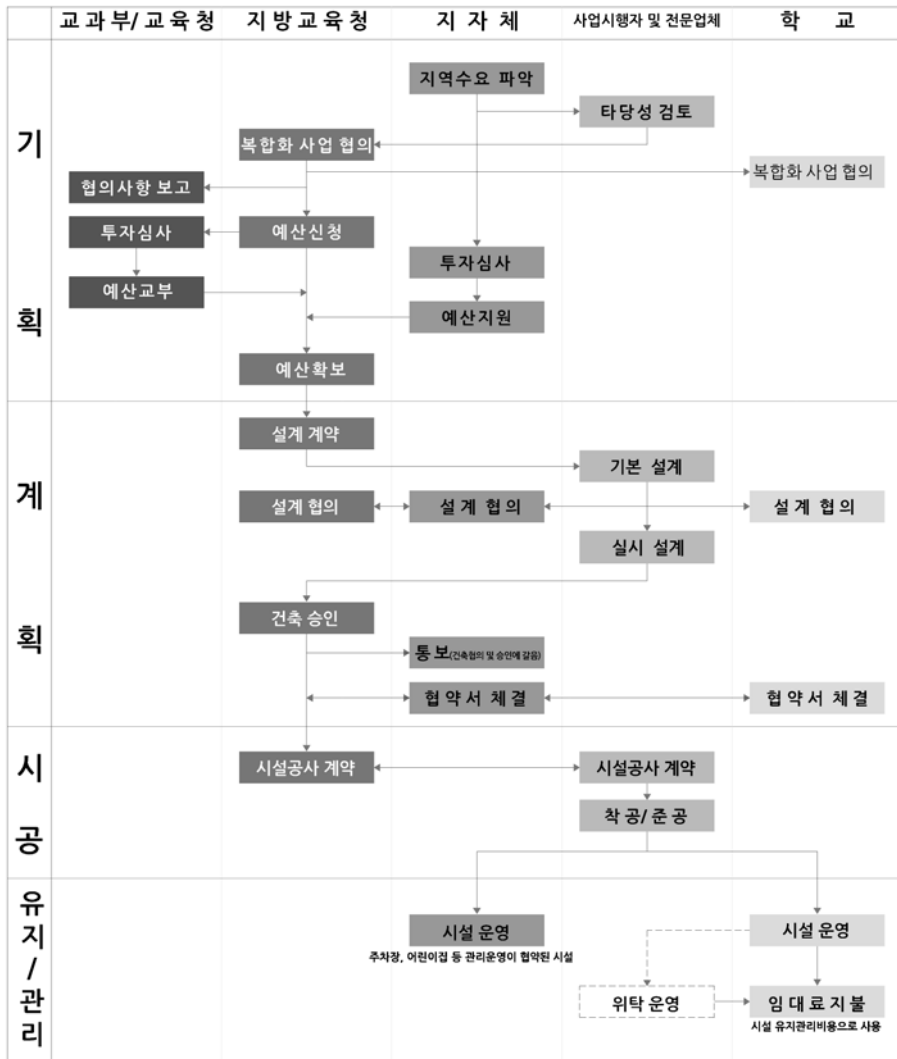 교과부/교육청
지방교육청
지자체
사업시행자 및 전문업체
학교
기획
지역수요 파악
타당성 검토
복합화 사업 협의
복합화 사업 협의
협의사항 보고
투자심사
예산신청
투자심사
예산교부
예산지원
예산확보
계획
설계 계약
기본 설계
설계 협의
설계 협의
설계 협의
실시 설계
건축 승인
통보(건축협의 및 승인에 갈음)
협약서 체결
협약서 체결
시공
시설공사 계약
시설공사 계약
착공/준공
유지/관리
시설 운영
주차장, 어린이집 등 관리운영이 협약된 시설
시설 운영
위탁 운영
임대료지불
시설 유지관리비용으로 사용